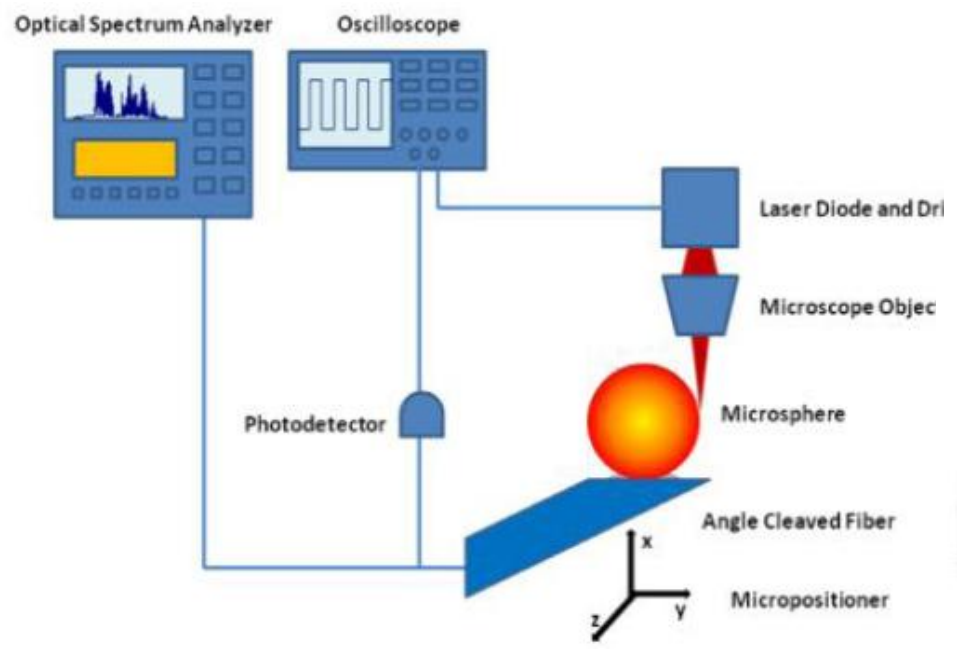 Optical Spectrum Analyzer
Oscilloscope
Laser Diode and Dri
Microscope Objec
Photodetector
Microsphere
Angle Cleaved Fiber
x
y
z
Micropositioner